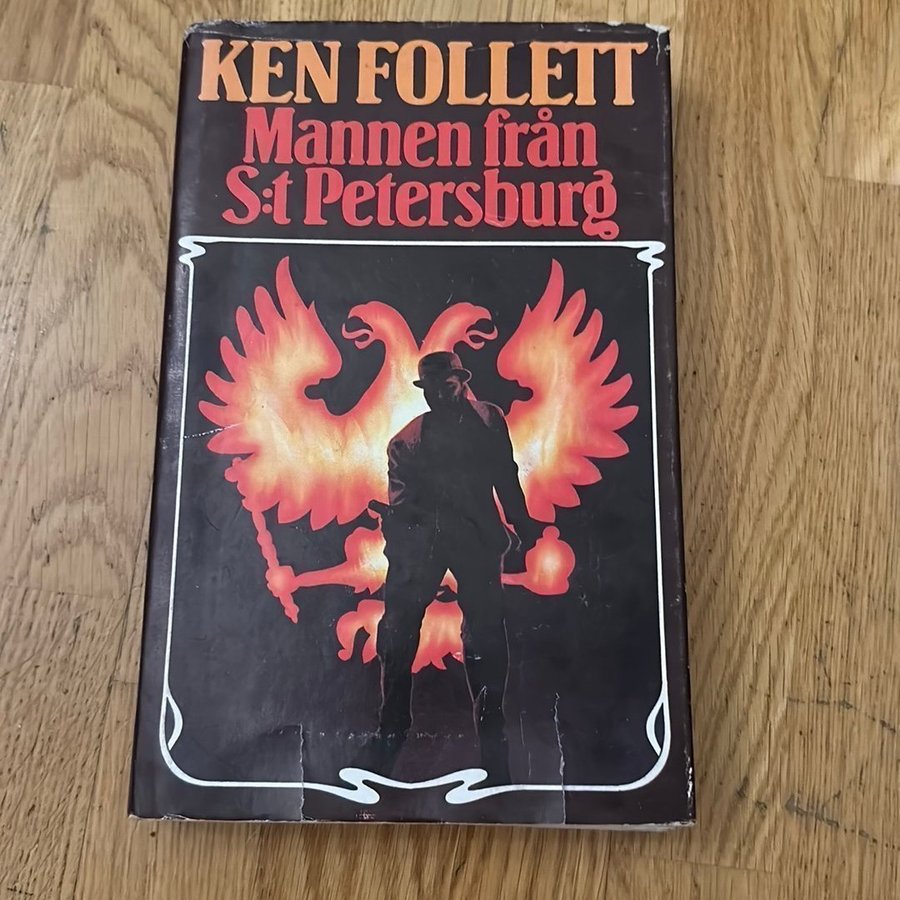 KEN FOLLETT
Mannen från
S:t Petersburg